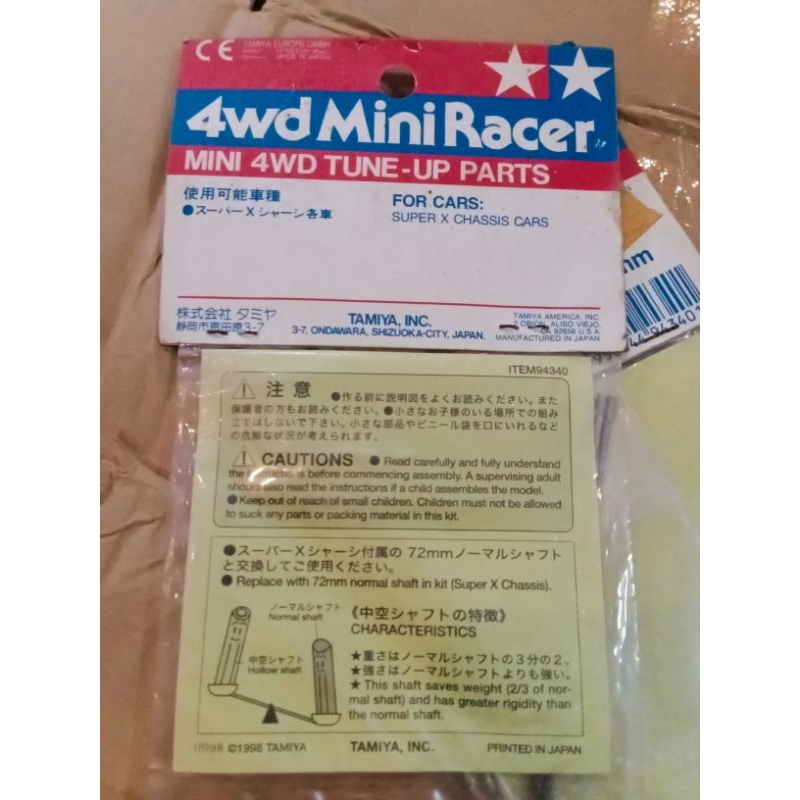 CE TAMIYA EUROPE GMBH
MADE IN JAPAN
4wd Mini Racer
MINI 4WD TUNE-UP PARTS
使用可能車種
●スーパーXシャーシ各車
FOR CARS:
SUPER X CHASSIS CARS
株式会社 タミヤ
静岡市恩田原3-7
TAMIYA, INC.
3-7, ONDAWARA, SHIZUOKA-CITY, JAPAN.
TAMIYA AMERICA, INC.
2 ORION, ALISO VIEJO,
CA 92656 U.S.A.
MANUFACTURED IN JAPAN
mm
ITEM94340
注意 ●作る前に説明図をよくお読みください。また
保護者の方もお読みください。●小さなお子様のいる場所での組み
立てはしないで下さい。小さな部品やビニール袋を口にいれるなど
の危険な状況が考えられます。
CAUTIONS ● Read carefully and fully understand
the instructions before commencing assembly. A supervising adult
should also read the instructions if a child assembles the model.
● Keep out of reach of small children. Children must not be allowed
to suck any parts or packing material in this kit.
●スーパーXシャーシ付属の 72mmノーマルシャフト
と交換してご使用ください。
● Replace with 72mm normal shaft in kit (Super X Chassis).
ノーマルシャフト
Normal shaft
中空シャフト
Hollow shaft
《中空シャフトの特徴》
CHARACTERISTICS
★重さはノーマルシャフトの3分の2。
★強さはノーマルシャフトよりも強い。
★ This shaft saves weight (2/3 of nor-
mal shaft) and has greater rigidity than
the normal shaft.
0998 ©1998 TAMIYA
TAMIYA, INC.
PRINTED IN JAPAN